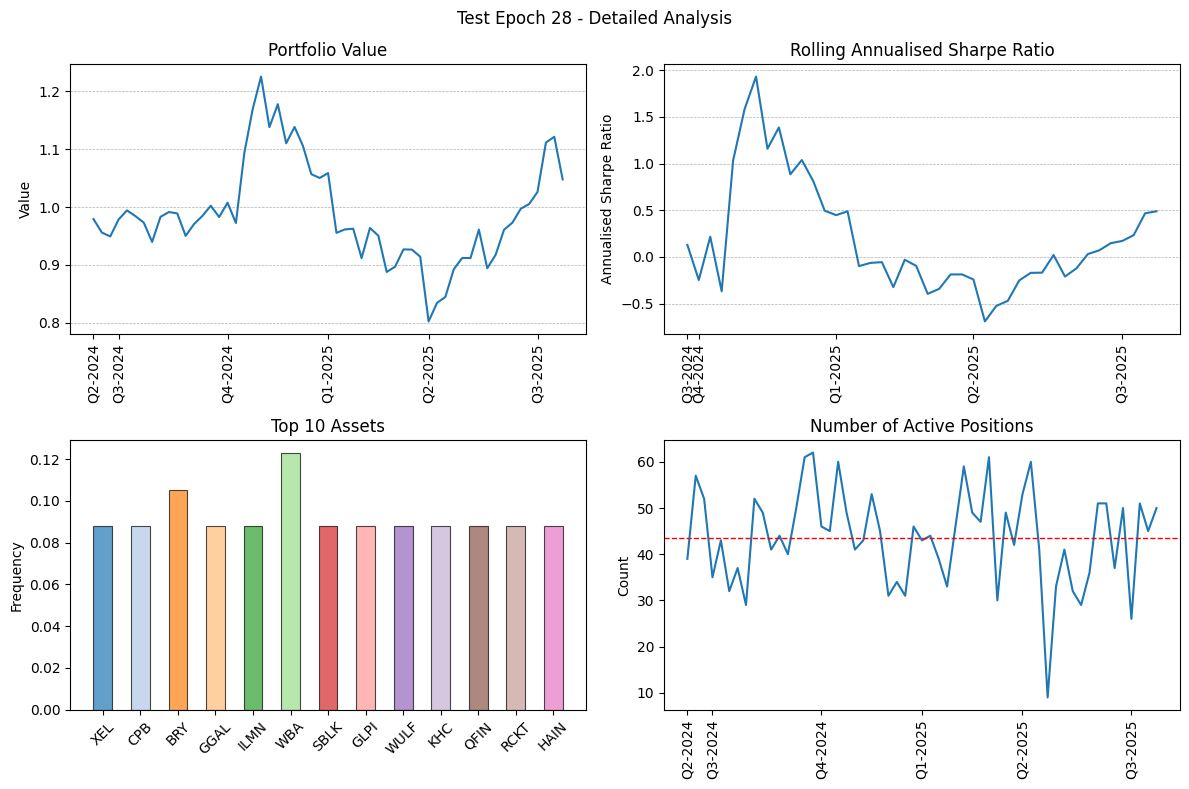 Test Epoch 28 - Detailed Analysis
Portfolio Value
Value
1.2
1.1
1.0
0.9
0.8
Q2-2024
Q3-2024
Q4-2024
Q1-2025
Q2-2025
Q3-2025
Rolling Annualised Sharpe Ratio
Annualised Sharpe Ratio
2.0
1.5
1.0
0.5
0.0
−0.5
Q3-2024
Q4-2024
Q1-2025
Q2-2025
Q3-2025
Top 10 Assets
Frequency
0.12
0.10
0.08
0.06
0.04
0.02
0.00
XEL
CPB
BRY
GGAL
ILMN
WBA
SBLK
GLPI
WULF
KHC
QFIN
RCKT
HAIN
Number of Active Positions
Count
60
50
40
30
20
10
Q2-2024
Q3-2024
Q4-2024
Q1-2025
Q2-2025
Q3-2025